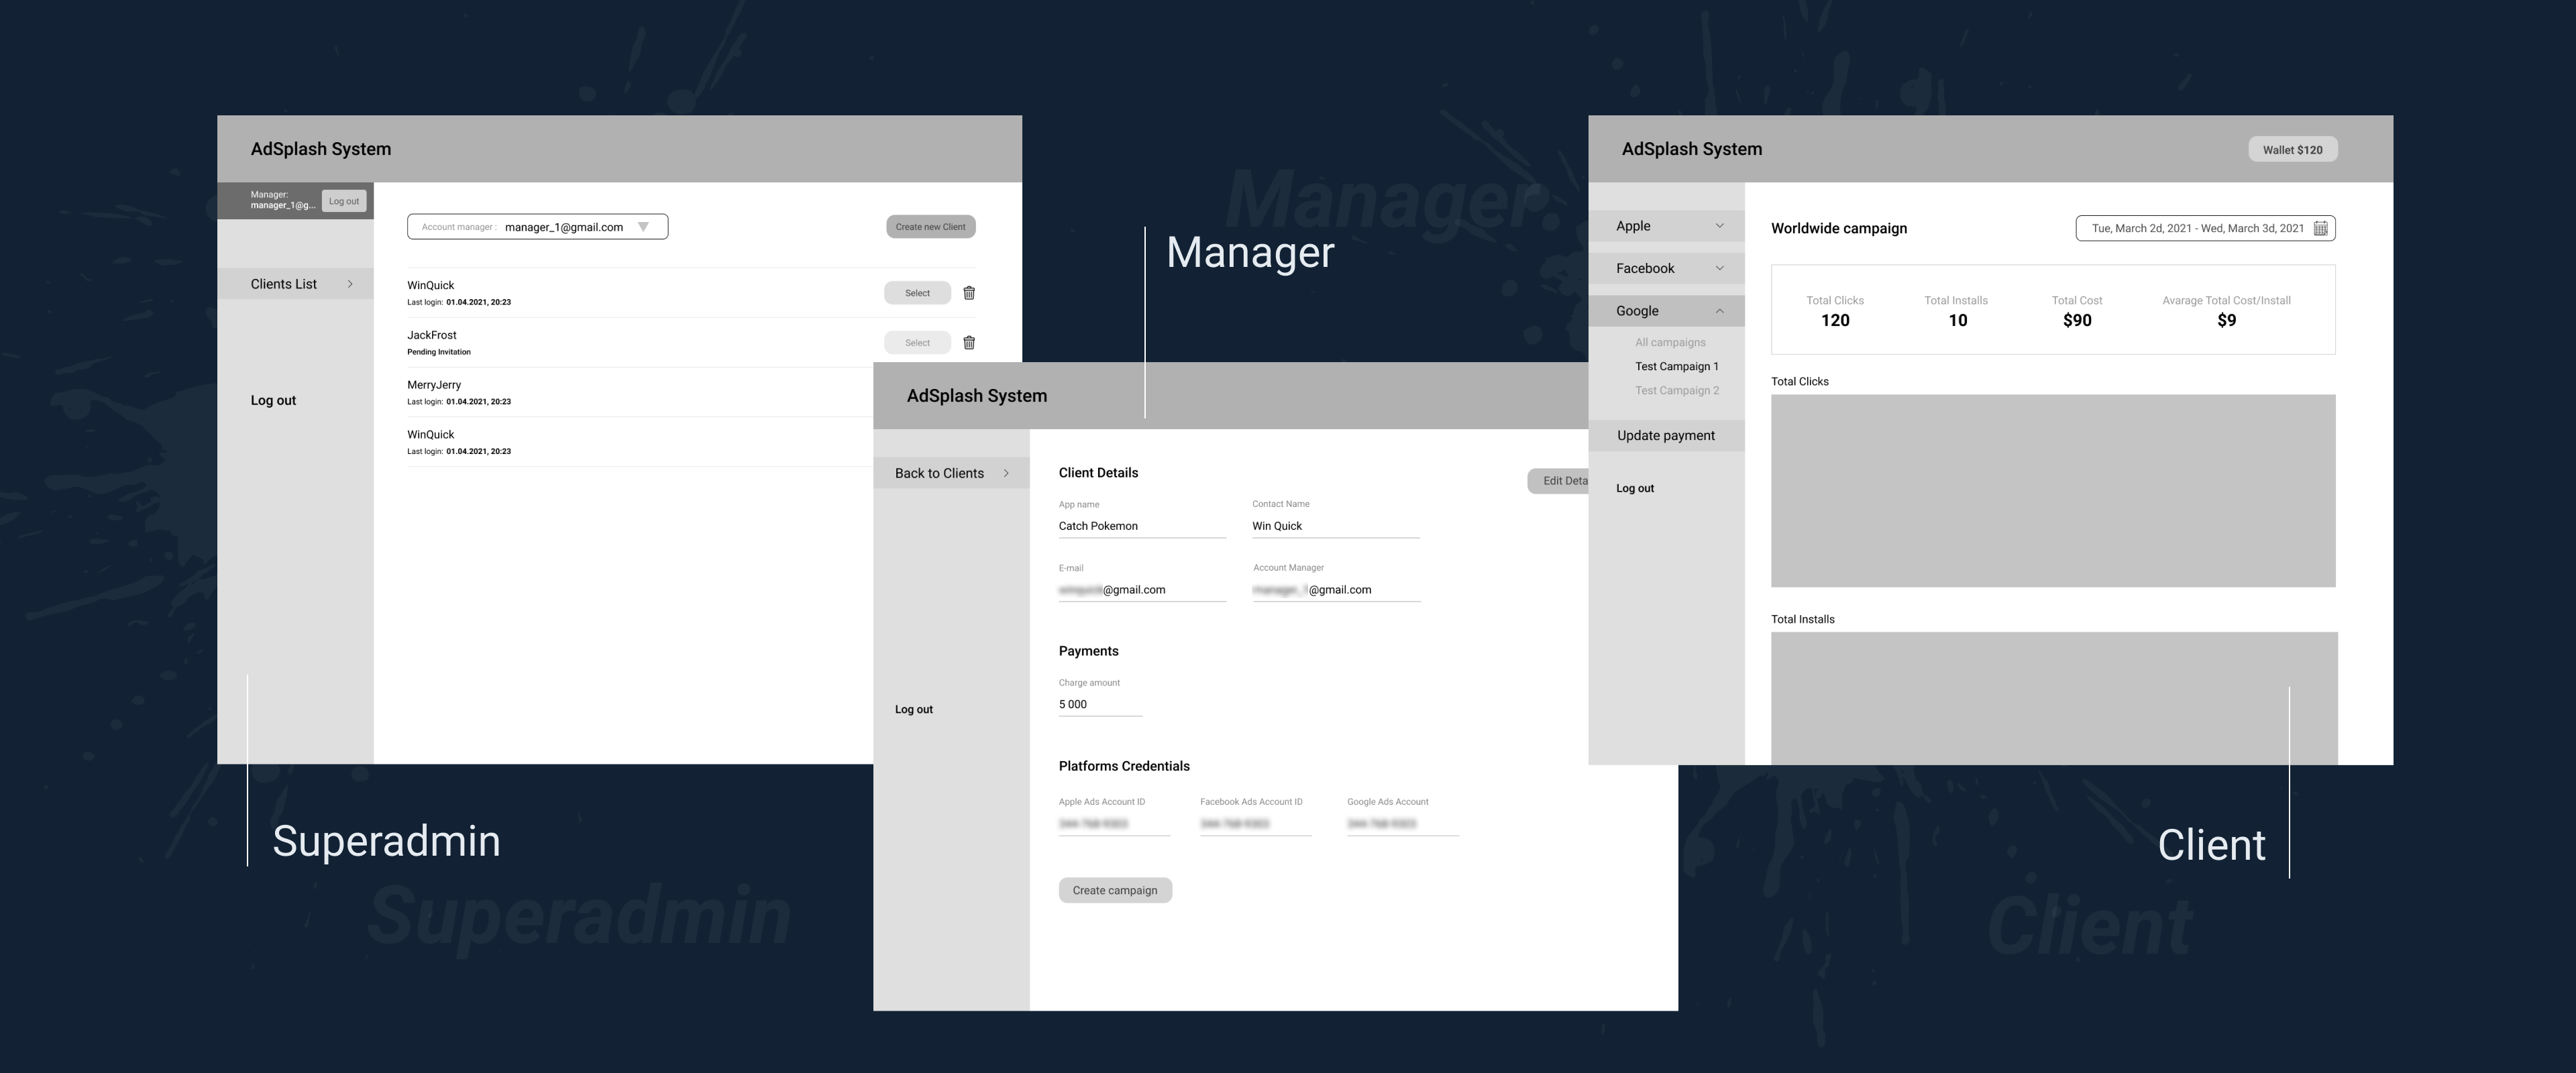 AdSplash System
Manager:
manager_1@g...
Log out
Clients List
Log out
Account manager : manager_1@gmail.com
Create new Client
WinQuick
Last login: 01.04.2021, 20:23
Select
JackFrost
Pending Invitation
Select
MerryJerry
Last login: 01.04.2021, 20:23
WinQuick
Last login: 01.04.2021, 20:23
Superadmin
Superadmin
Manager
Manager
AdSplash System
Back to Clients
Log out
Client Details
Edit Deta
App name
Catch Pokemon
Contact Name
Win Quick
E-mail
@gmail.com
Account Manager
@gmail.com
Payments
Charge amount
5 000
Platforms Credentials
Apple Ads Account ID
Facebook Ads Account ID
Google Ads Account
Create campaign
AdSplash System
Wallet $120
Apple
Facebook
Google
All campaigns
Test Campaign 1
Test Campaign 2
Update payment
Log out
Worldwide campaign
Tue, March 2d, 2021 - Wed, March 3d, 2021
Total Clicks
120
Total Installs
10
Total Cost
$90
Avarage Total Cost/Install
$9
Total Clicks
Total Installs
Client
Client